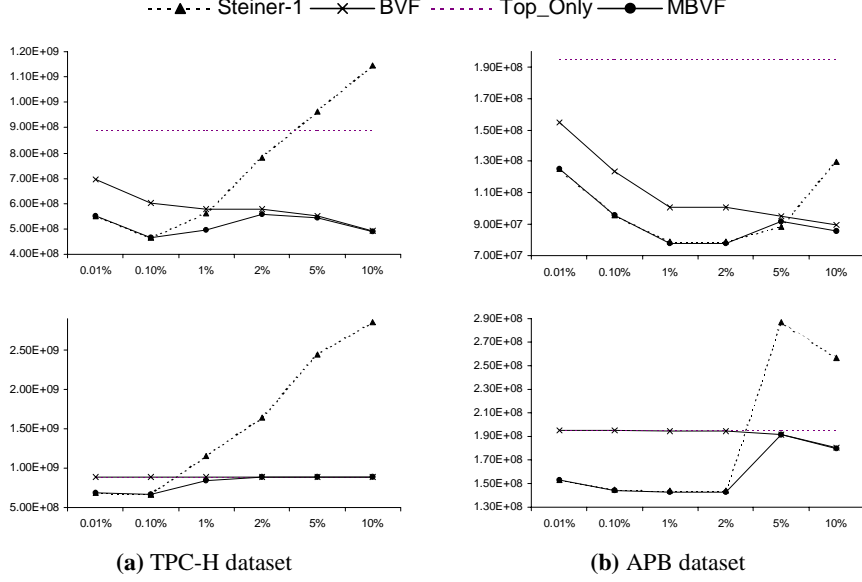 Steiner-1 BVF Top_Only MBVF
1.20E+09
1.10E+09
1.00E+09
9.00E+08
8.00E+08
7.00E+08
6.00E+08
5.00E+08
4.00E+08
0.01% 0.10% 1% 2% 5% 10%
1.90E+08
1.70E+08
1.50E+08
1.30E+08
1.10E+08
9.00E+07
7.00E+07
0.01% 0.10% 1% 2% 5% 10%
2.50E+09
2.00E+09
1.50E+09
1.00E+09
5.00E+08
0.01% 0.10% 1% 2% 5% 10%
2.90E+08
2.70E+08
2.50E+08
2.30E+08
2.10E+08
1.90E+08
1.70E+08
1.50E+08
1.30E+08
0.01% 0.10% 1% 2% 5% 10%
(a) TPC-H dataset
(b) APB dataset